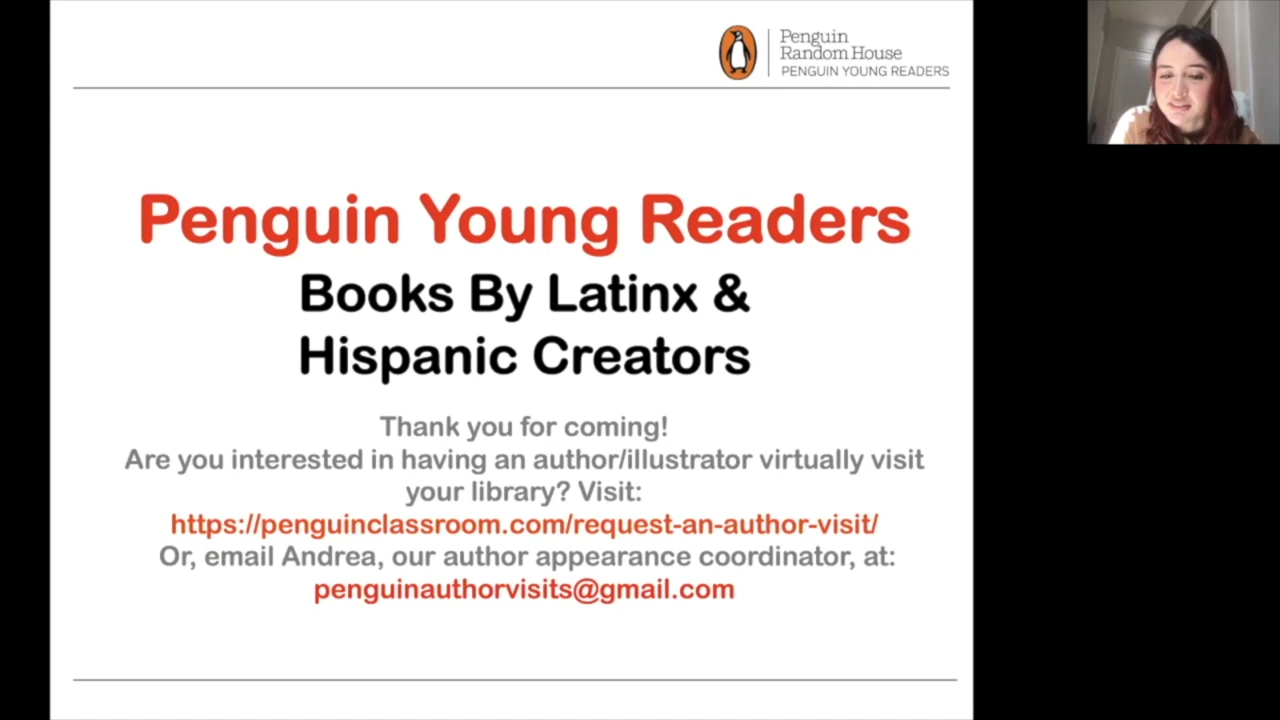 Penguin
Random House
PENGUIN YOUNG READERS
Penguin Young Readers
Books By Latinx &
Hispanic Creators
Thank you for coming!
Are you interested in having an author/illustrator virtually visit
your library? Visit:
https://penguinclassroom.com/request-an-author-visit/
Or, email Andrea, our author appearance coordinator, at:
penguinauthorvisits@gmail.com